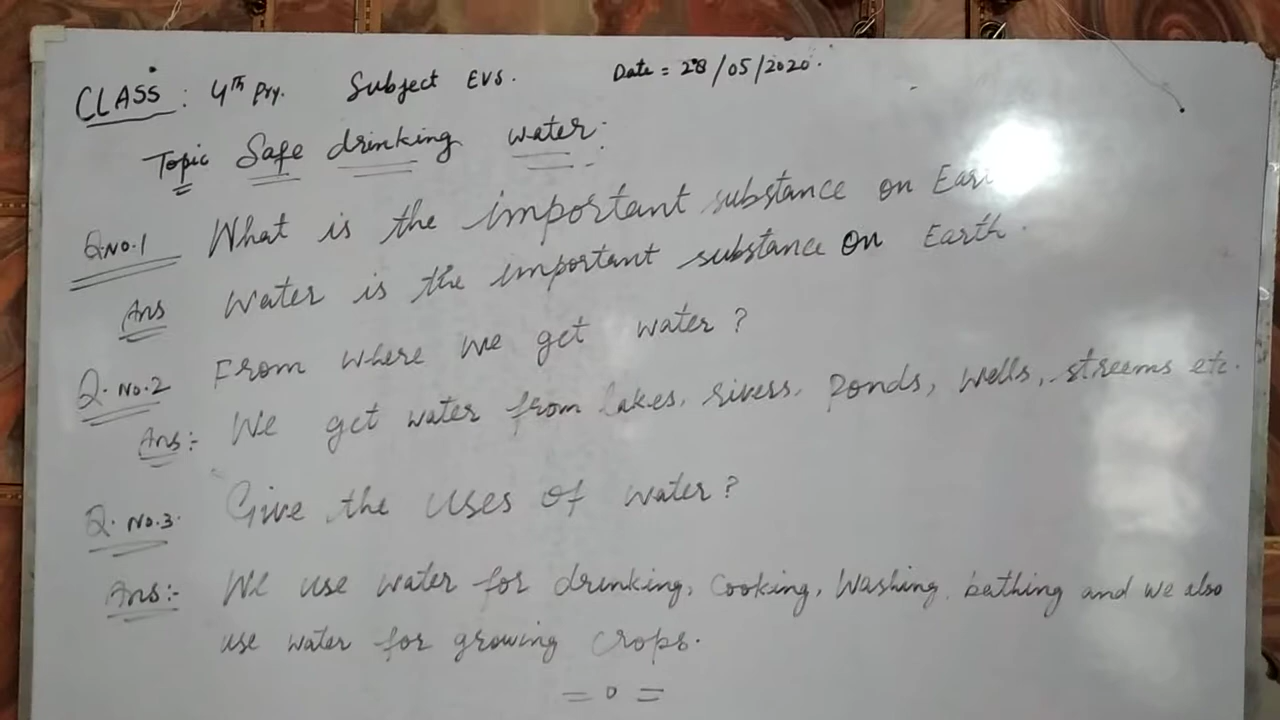 CLASS : 4th Pry. Subject EVS. Date = 28/05/2020.
Topic Safe drinking water:
Q.No.1 What is the important substance on
Ans Water is the important substance on Earth.
Q. No.2 From where we get water?
Ans:- We get water from lakes, rivers, ponds, wells, streems etc.
Q. No.3. Give the uses of water?
Ans:- We use water for drinking, Cooking, Washing, bathing and we also
use water for growing crops.
= 0 =